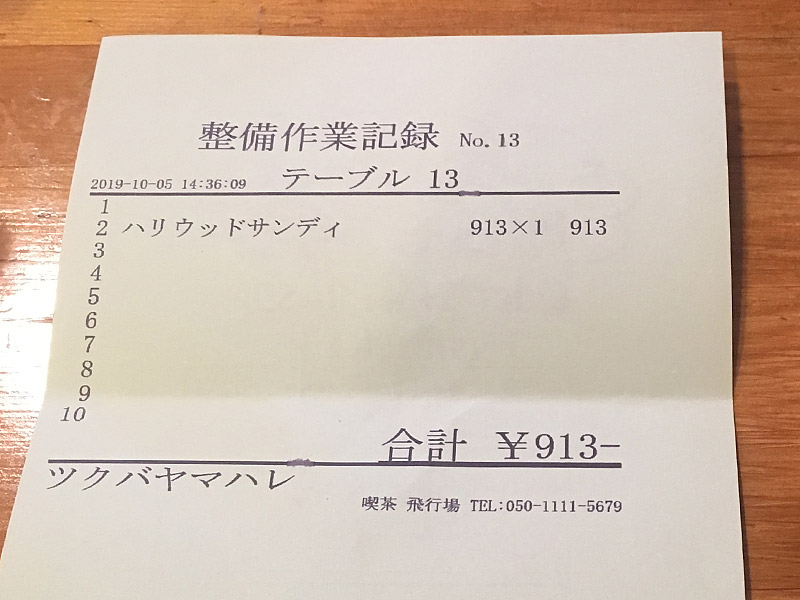 整備作業記録 No. 13
2019-10-05 14:36:09 テーブル 13
1
2 ハリウッドサンディ 913×1 913
3
4
5
6
7
8
9
10
合計 ¥913-
ツクバヤマハレ
喫茶 飛行場 TEL:050-1111-5679